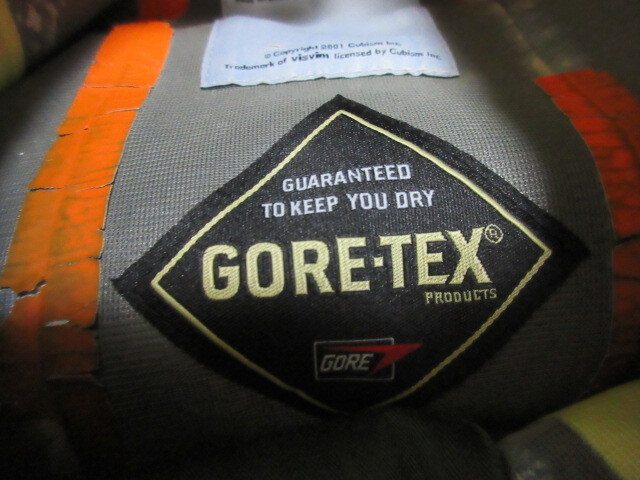 © Copyright 2001 Cubism Inc.
Trademark of visvim licensed by Cubism Inc.
GUARANTEED
TO KEEP YOU DRY
GORE-TEX®
PRODUCTS
GORE